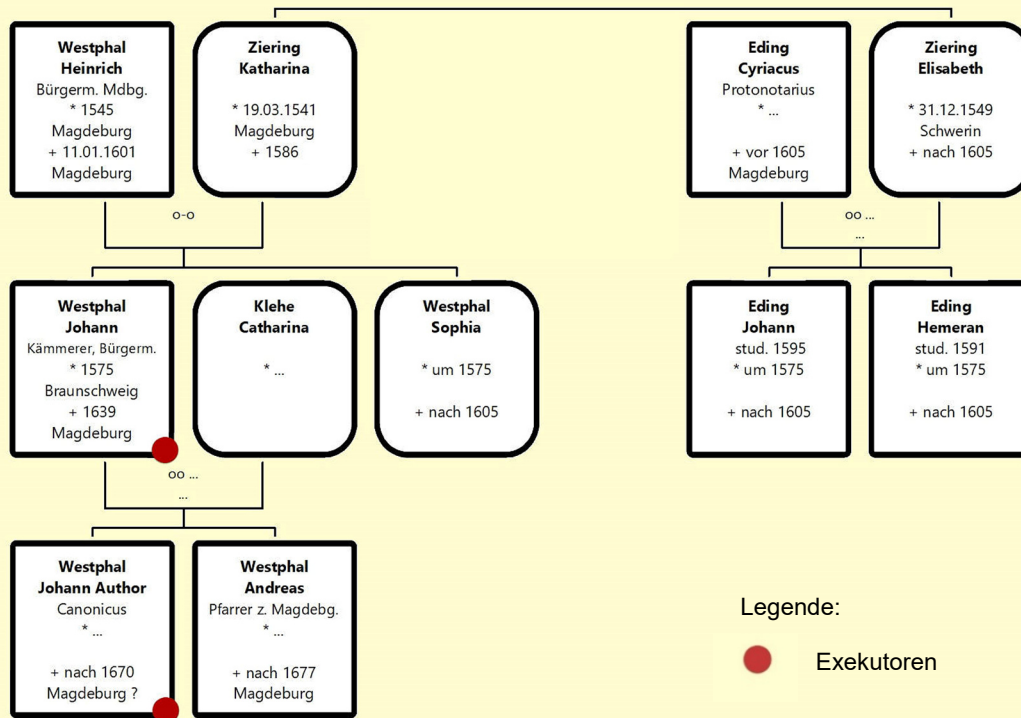 Westphal
Heinrich
Bürgerm. Mdbg.
* 1545
Magdeburg
+ 11.01.1601
Magdeburg
Ziering
Katharina
* 19.03.1541
Magdeburg
+ 1586
Eding
Cyriacus
Protonotarius
* ...
+ vor 1605
Magdeburg
Ziering
Elisabeth
* 31.12.1549
Schwerin
+ nach 1605
o-o
oo ...
...
Westphal
Johann
Kämmerer, Bürgerm.
* 1575
Braunschweig
+ 1639
Magdeburg
Klehe
Catharina
* ...
Westphal
Sophia
* um 1575
+ nach 1605
Eding
Johann
stud. 1595
* um 1575
+ nach 1605
Eding
Hemeran
stud. 1591
* um 1575
+ nach 1605
oo ...
...
Westphal
Johann Author
Canonicus
* ...
+ nach 1670
Magdeburg ?
Westphal
Andreas
Pfarrer z. Magdebg.
* ...
+ nach 1677
Magdeburg
Legende:
Exekutoren